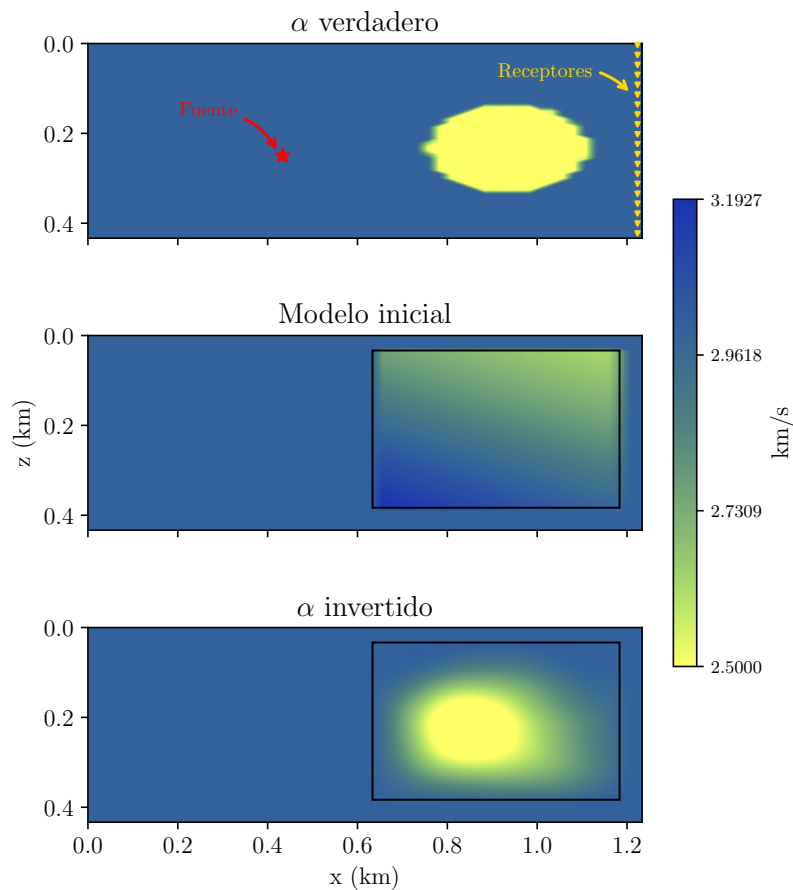 α verdadero
0.0
0.2
0.4
Fuente
Receptores
Modelo inicial
0.0
0.2
0.4
z (km)
α invertido
0.0
0.2
0.4
0.0 0.2 0.4 0.6 0.8 1.0 1.2
x (km)
3.1927
2.9618
2.7309
2.5000
km/s